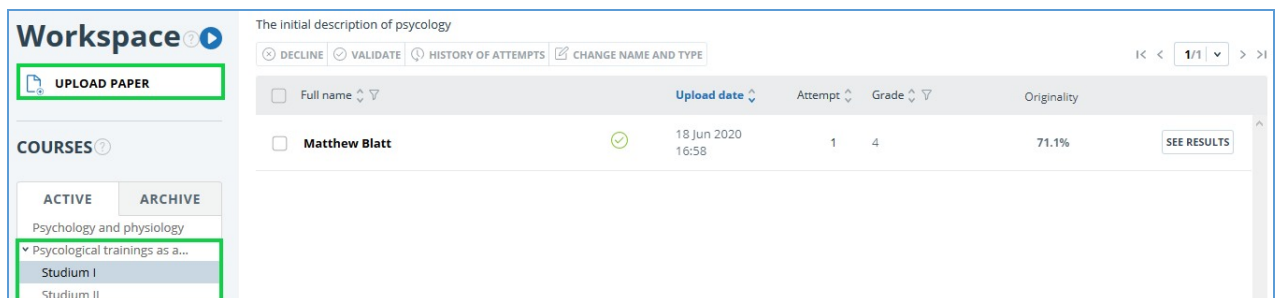 Workspace
UPLOAD PAPER
COURSES
ACTIVE ARCHIVE
Psychology and physiology
Psycological trainings as a...
Studium I
Studium II
The initial description of psycology
DECLINE VALIDATE HISTORY OF ATTEMPTS CHANGE NAME AND TYPE
1/1
Full name Upload date Attempt Grade Originality
Matthew Blatt 18 Jun 2020 1 4 71.1% SEE RESULTS
16:58